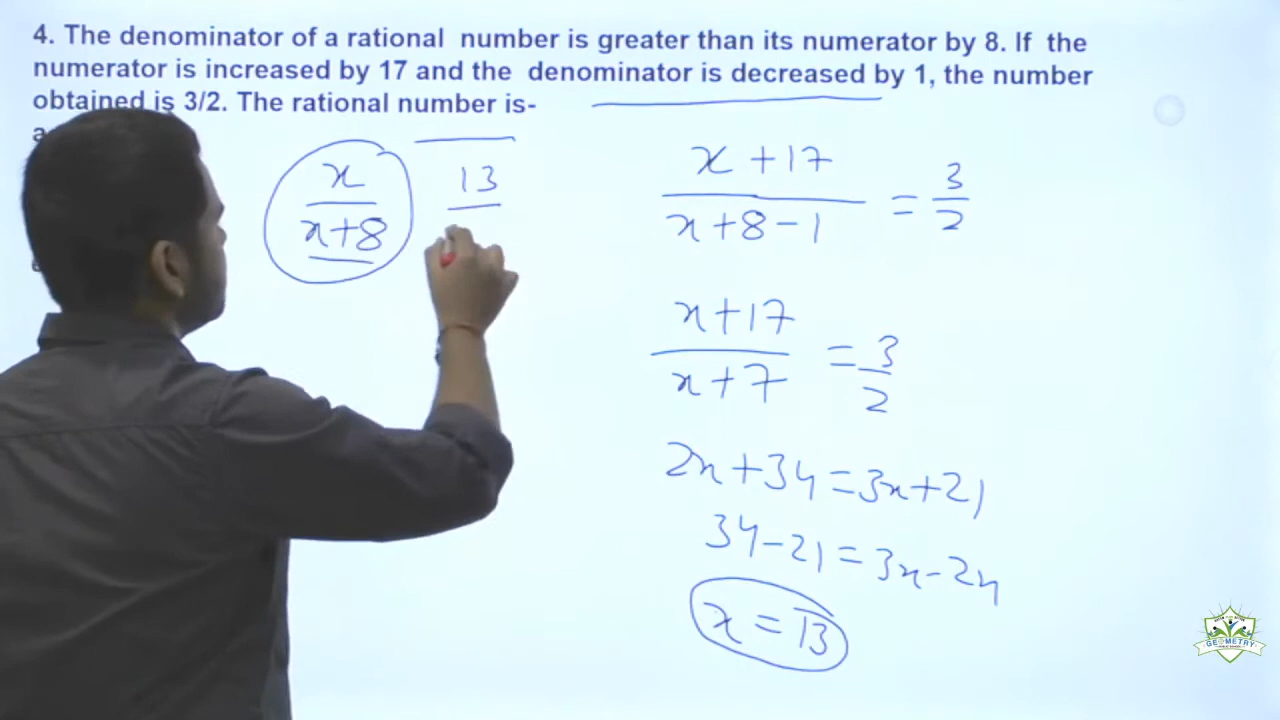 4. The denominator of a rational number is greater than its numerator by 8. If the
numerator is increased by 17 and the denominator is decreased by 1, the number
obtained is 3/2. The rational number is-
a
x
x+8
13
x+17
x+8-1
= 3
2
x+17
x+7
= 3
2
2x+34=3x+21
34-21=3x-2x
x=13
GEOMETRY